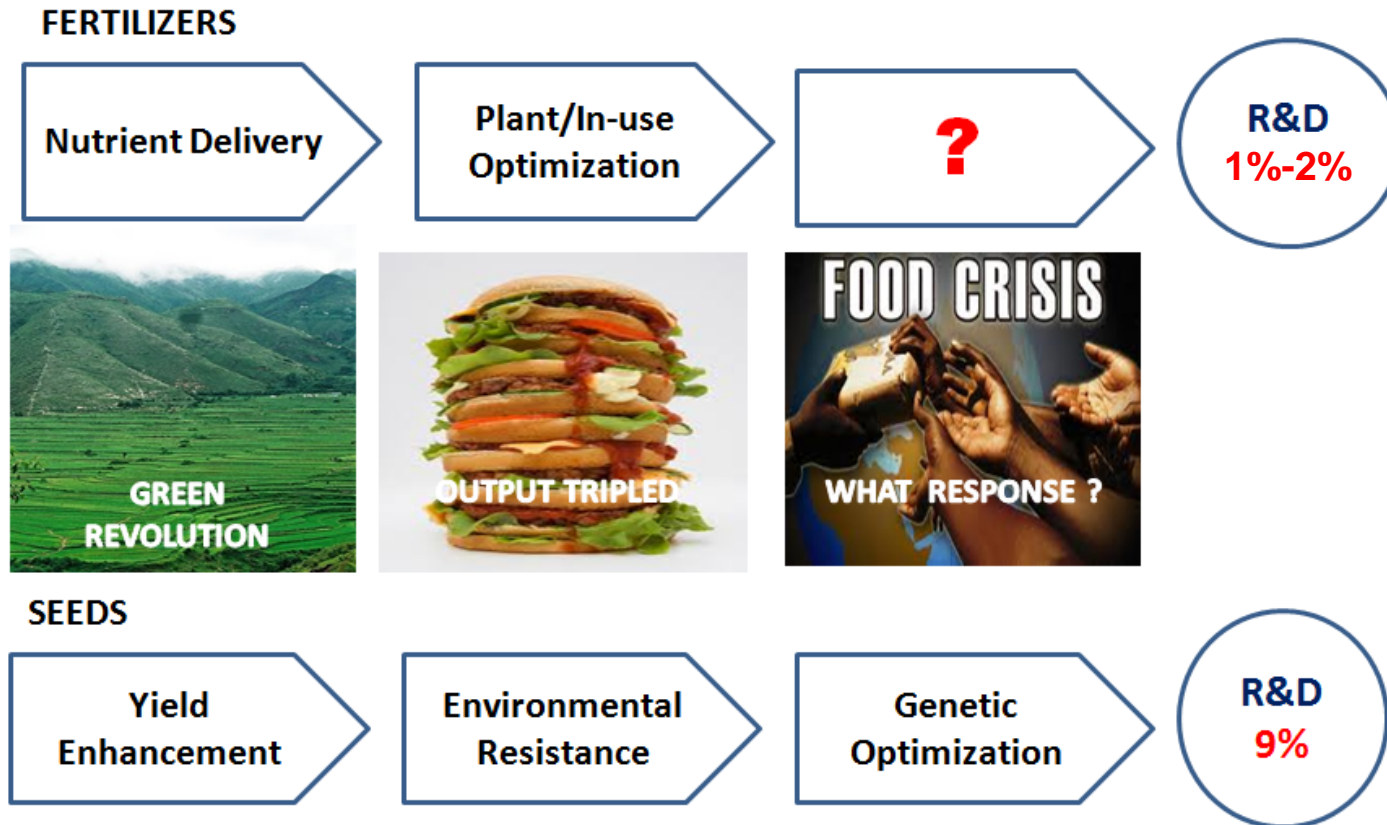 FERTILIZERS
Nutrient Delivery
Plant/In-use
Optimization
?
R&D
1%-2%
GREEN
REVOLUTION
OUTPUT TRIPLED
FOOD CRISIS
WHAT RESPONSE ?
SEEDS
Yield
Enhancement
Environmental
Resistance
Genetic
Optimization
R&D
9%